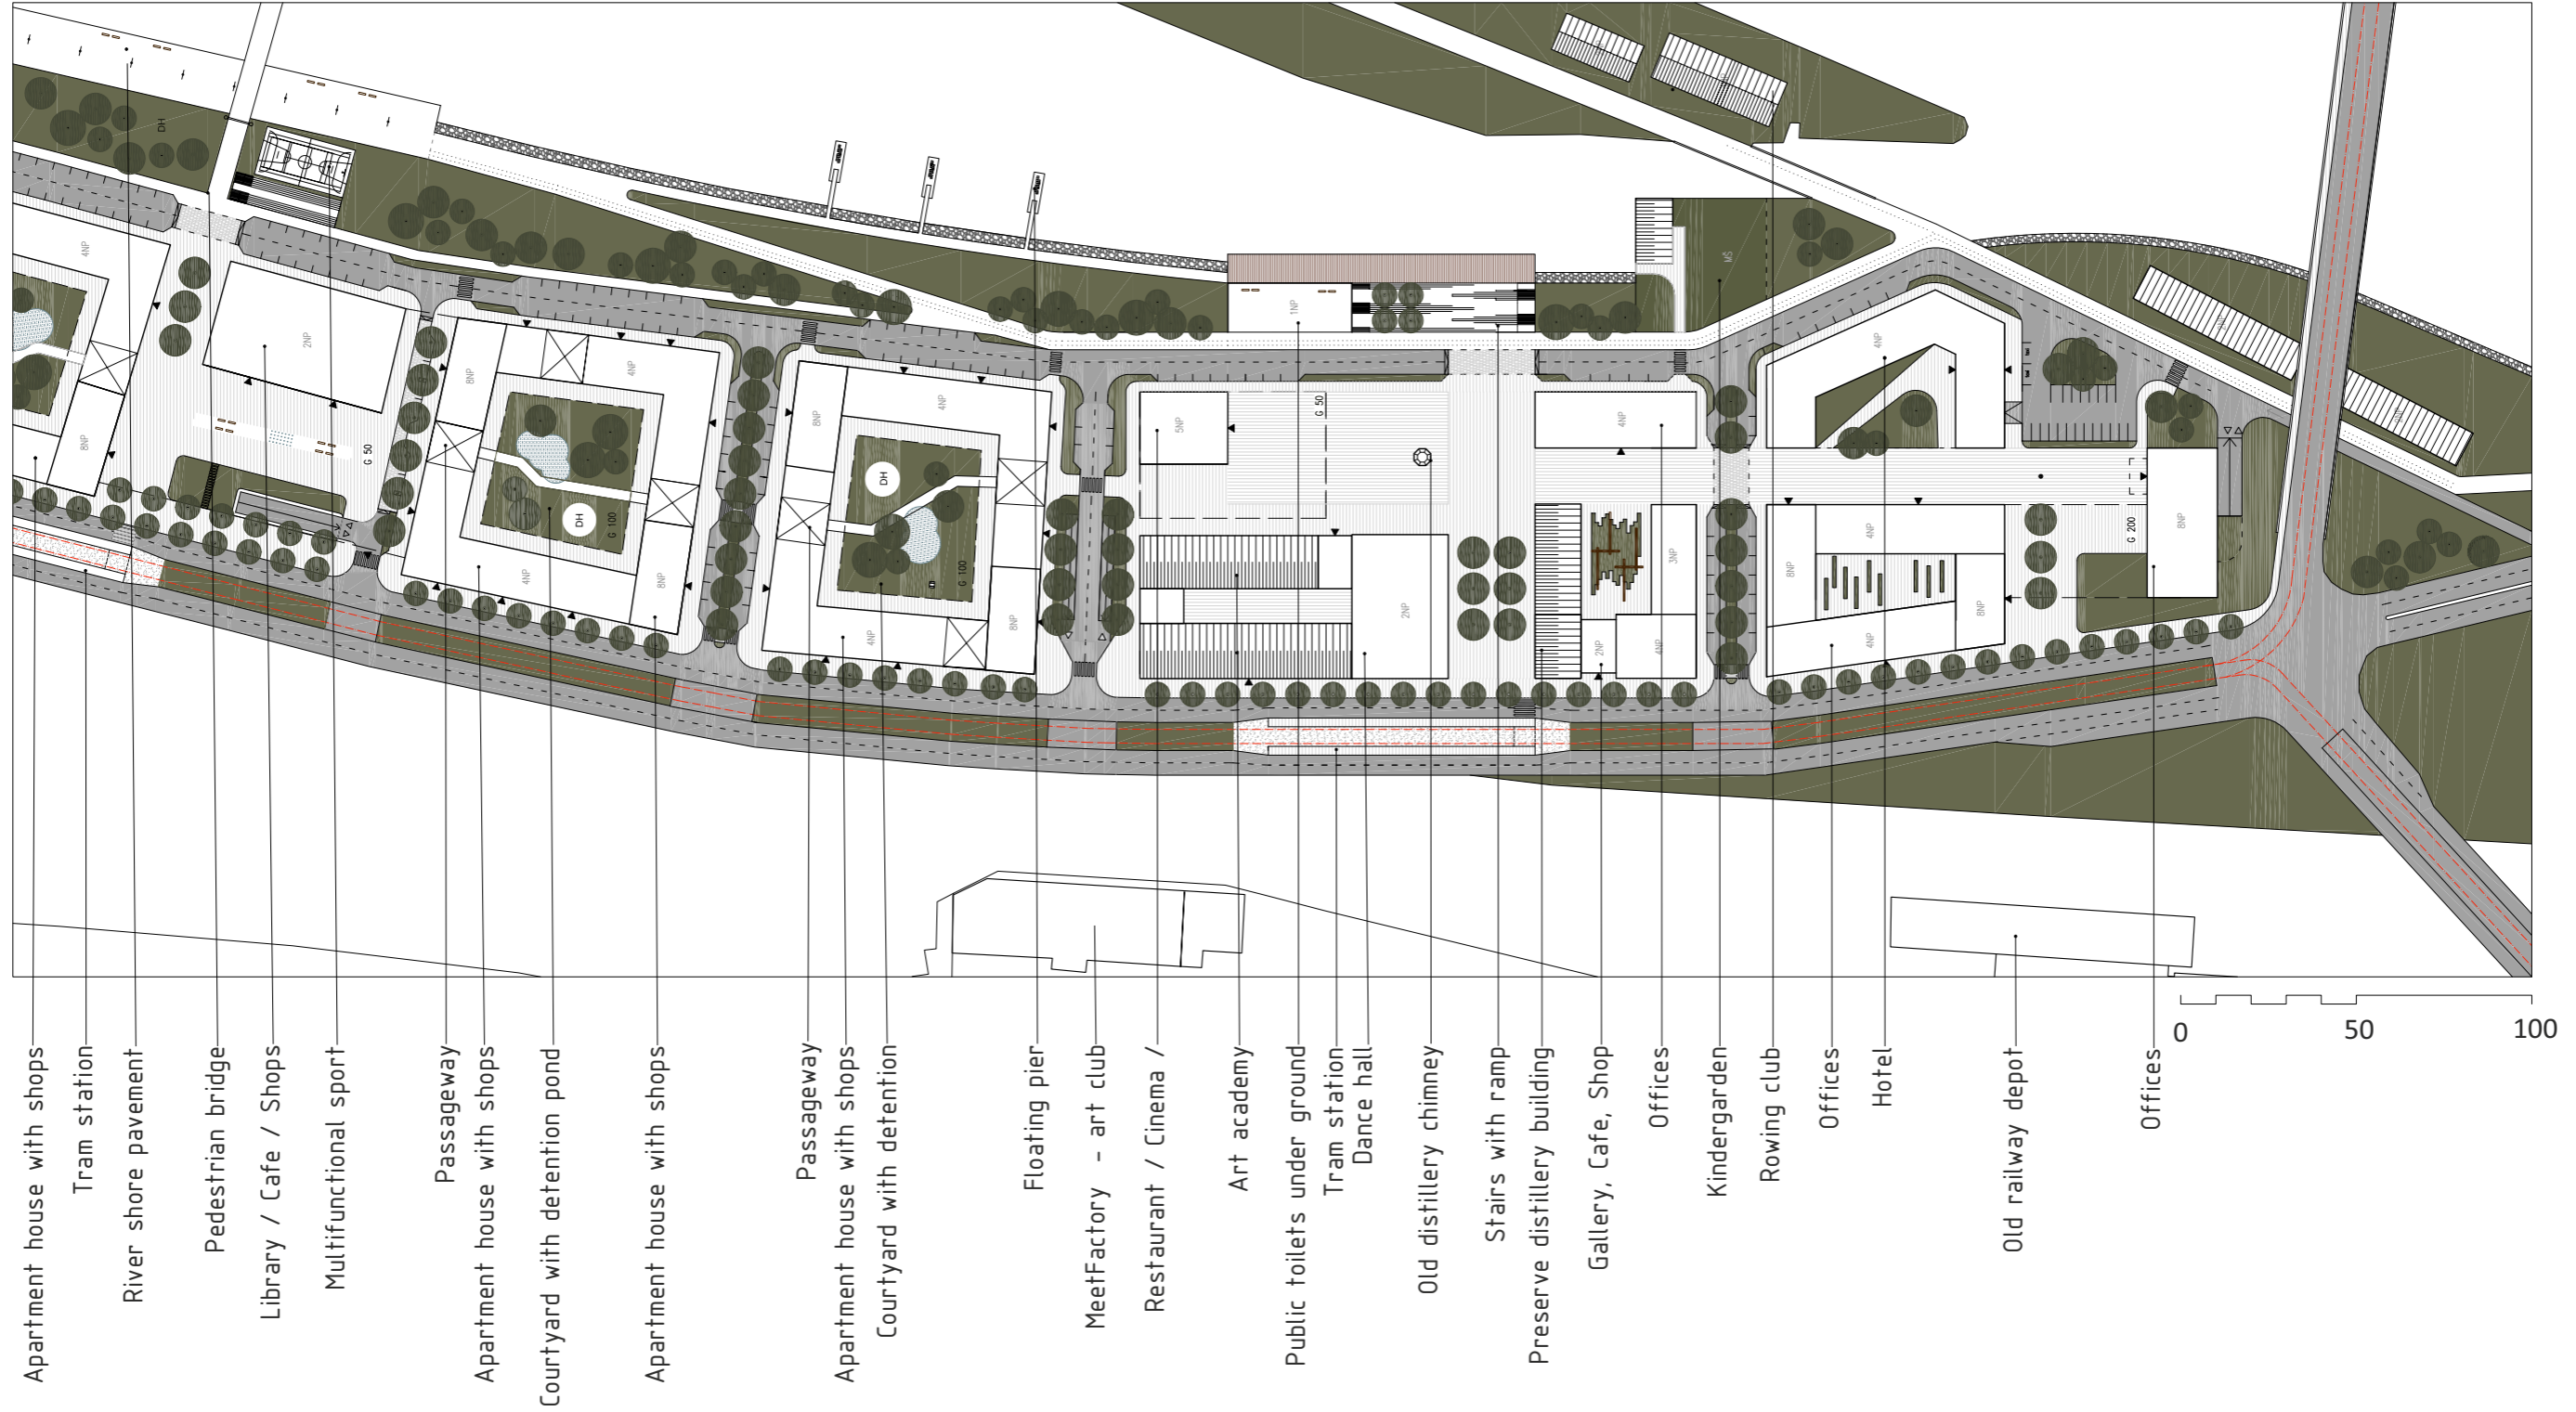 DH
4NP
8NP
2NP
G 50
8NP
4NP
DH
G 100
4NP
8NP
8NP
4NP
DH
G 100
4NP
8NP
1NP
5NP
G 50
2NP
4NP
3NP
2NP
4NP
MŠ
4NP
8NP
4NP
4NP
8NP
G 200
8NP
2NP
2NP
0
50
100
Apartment house with shops
Tram station
River shore pavement
Pedestrian bridge
Library / Cafe / Shops
Multifunctional sport
Passageway
Apartment house with shops
Courtyard with detention pond
Apartment house with shops
Passageway
Apartment house with shops
Courtyard with detention
Floating pier
MeetFactory - art club
Restaurant / Cinema /
Art academy
Public toilets under ground
Tram station
Dance hall
Old distillery chimney
Stairs with ramp
Preserve distillery building
Gallery, Cafe, Shop
Offices
Kindergarden
Rowing club
Offices
Hotel
Old railway depot
Offices